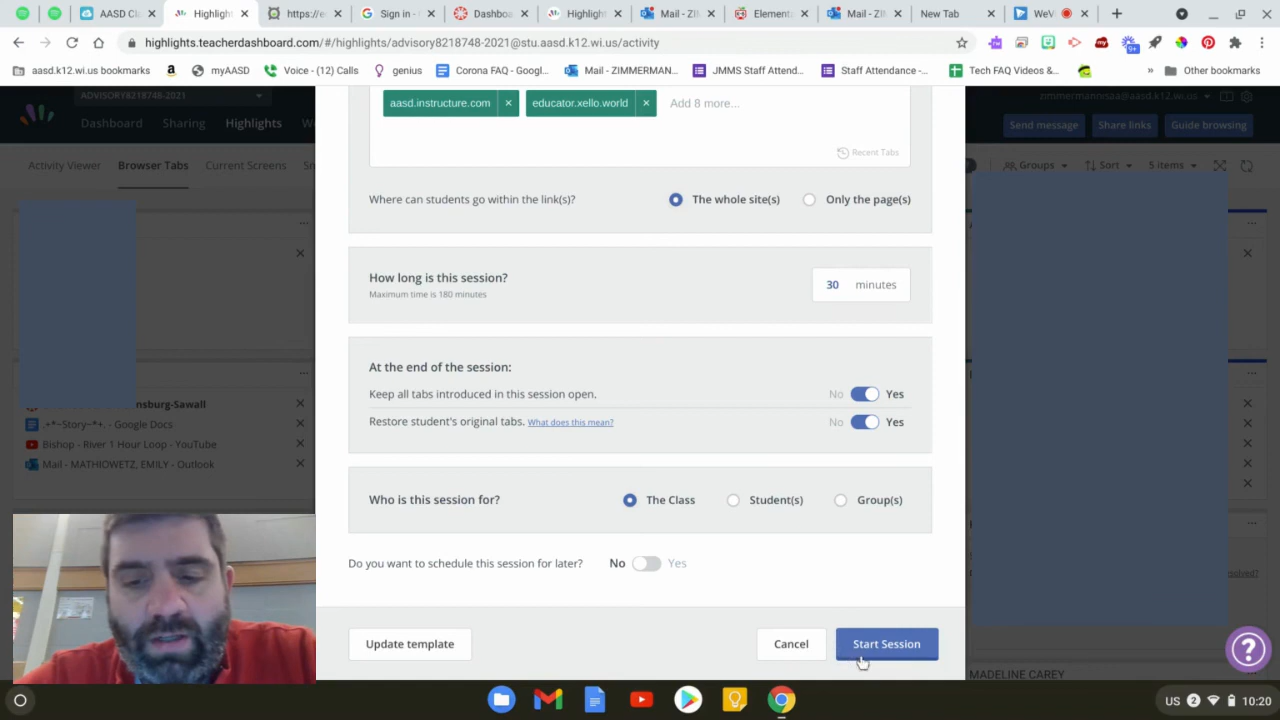 AASD Cl
Highlight
https://e
Sign in -
Dashbo
Highlight
Mail - ZI
Element
Mail - ZI
New Tab
WeV
highlights.teacherdashboard.com/#/highlights/advisory8218748-2021@stu.aasd.k12.wi.us/activity
aasd.k12.wi.us bookmarks
myAASD
Voice - (12) Calls
genius
Corona FAQ - Googl...
Mail - ZIMMERMAN...
JMMS Staff Attend...
Staff Attendance -...
Tech FAQ Videos &...
Other bookmarks
ADVISORY8218748-2021
zimmermannisza@aasd.k12.wi.us
Dashboard
Sharing
Highlights
Send message
Share links
Guide browsing
Activity Viewer
Browser Tabs
Current Screens
Groups
Sort
5 items
aasd.instructure.com
educator.xello.world
Add 8 more...
Recent Tabs
Where can students go within the link(s)?
The whole site(s)
Only the page(s)
How long is this session?
Maximum time is 180 minutes
30 minutes
At the end of the session:
Keep all tabs introduced in this session open.
No
Yes
Restore student's original tabs. What does this mean?
No
Yes
nsburg-Sawall
.+*~Story~*+. - Google Docs
Bishop - River 1 Hour Loop - YouTube
Mail - MATHIOWETZ, EMILY - Outlook
Who is this session for?
The Class
Student(s)
Group(s)
Do you want to schedule this session for later?
No
Yes
Update template
Cancel
Start Session
MADELINE CAREY
US
2
10:20